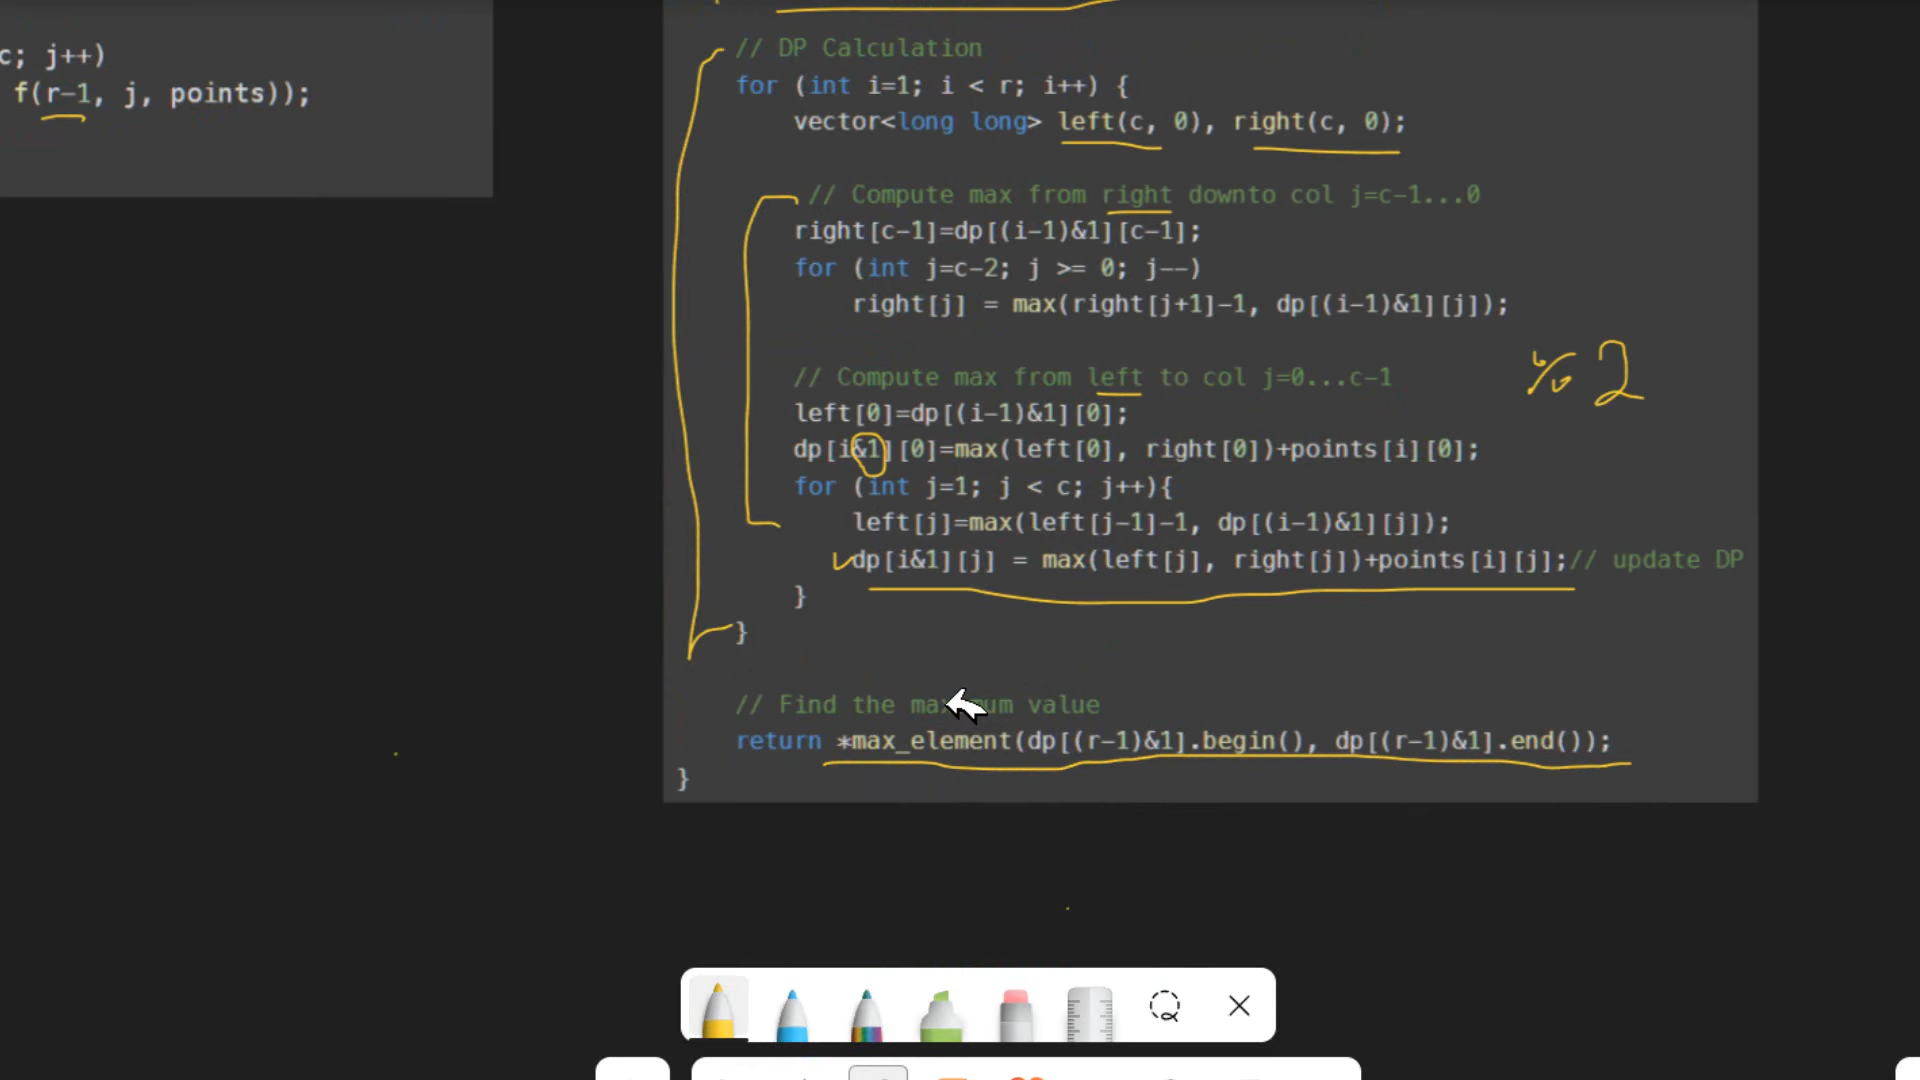 c; j++)
f(r-1, j, points));
// DP Calculation
for (int i=1; i < r; i++) {
vector<long long> left(c, 0), right(c, 0);
// Compute max from right downto col j=c-1...0
right[c-1]=dp[(i-1)&1][c-1];
for (int j=c-2; j >= 0; j--)
right[j] = max(right[j+1]-1, dp[(i-1)&1][j]);
// Compute max from left to col j=0...c-1
% 2
left[0]=dp[(i-1)&1][0];
dp[i&1][0]=max(left[0], right[0])+points[i][0];
for (int j=1; j < c; j++){
left[j]=max(left[j-1]-1, dp[(i-1)&1][j]);
dp[i&1][j] = max(left[j], right[j])+points[i][j];// update DP
}
}
// Find the value
return *max_element(dp[(r-1)&1].begin(), dp[(r-1)&1].end());
}